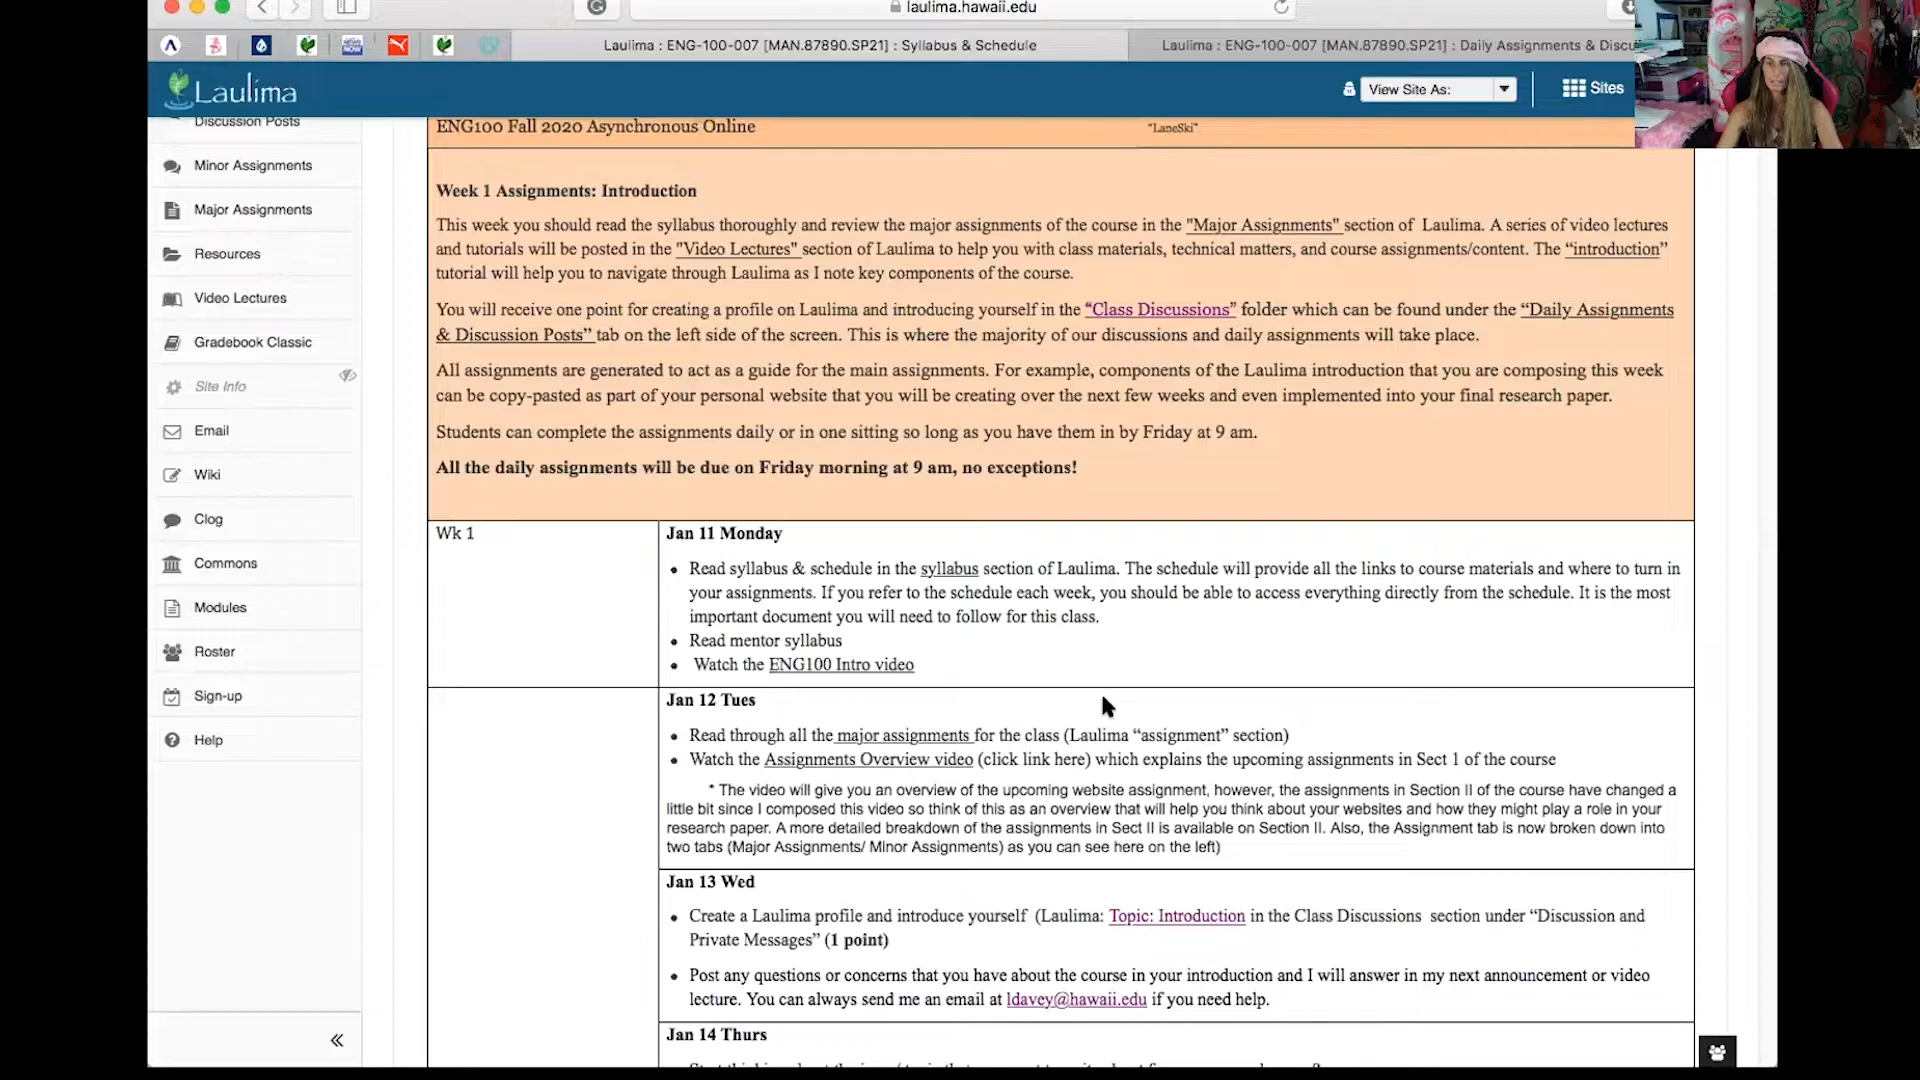 laulima.hawaii.edu
Laulima : ENG-100-007 [MAN.87890.SP21] : Syllabus & Schedule
Laulima : ENG-100-007 [MAN.87890.SP21] : Daily Assignments & Discu
Laulima
View Site As:
Sites
Discussion Posts
Minor Assignments
Major Assignments
Resources
Video Lectures
Gradebook Classic
Site Info
Email
Wiki
Clog
Commons
Modules
Roster
Sign-up
Help
ENG100 Fall 2020 Asynchronous Online
"LaneSki"
Week 1 Assignments: Introduction
This week you should read the syllabus thoroughly and review the major assignments of the course in the "Major Assignments" section of Laulima. A series of video lectures
and tutorials will be posted in the "Video Lectures" section of Laulima to help you with class materials, technical matters, and course assignments/content. The “introduction”
tutorial will help you to navigate through Laulima as I note key components of the course.
You will receive one point for creating a profile on Laulima and introducing yourself in the “Class Discussions” folder which can be found under the “Daily Assignments
& Discussion Posts” tab on the left side of the screen. This is where the majority of our discussions and daily assignments will take place.
All assignments are generated to act as a guide for the main assignments. For example, components of the Laulima introduction that you are composing this week
can be copy-pasted as part of your personal website that you will be creating over the next few weeks and even implemented into your final research paper.
Students can complete the assignments daily or in one sitting so long as you have them in by Friday at 9 am.
All the daily assignments will be due on Friday morning at 9 am, no exceptions!
Wk 1
Jan 11 Monday
Read syllabus & schedule in the syllabus section of Laulima. The schedule will provide all the links to course materials and where to turn in
your assignments. If you refer to the schedule each week, you should be able to access everything directly from the schedule. It is the most
important document you will need to follow for this class.
Read mentor syllabus
Watch the ENG100 Intro video
Jan 12 Tues
Read through all the major assignments for the class (Laulima “assignment” section)
Watch the Assignments Overview video (click link here) which explains the upcoming assignments in Sect 1 of the course
* The video will give you an overview of the upcoming website assignment, however, the assignments in Section II of the course have changed a
little bit since I composed this video so think of this as an overview that will help you think about your websites and how they might play a role in your
research paper. A more detailed breakdown of the assignments in Sect II is available on Section II. Also, the Assignment tab is now broken down into
two tabs (Major Assignments/ Minor Assignments) as you can see here on the left)
Jan 13 Wed
Create a Laulima profile and introduce yourself (Laulima: Topic: Introduction in the Class Discussions section under “Discussion and
Private Messages” (1 point)
Post any questions or concerns that you have about the course in your introduction and I will answer in my next announcement or video
lecture. You can always send me an email at ldavey@hawaii.edu if you need help.
Jan 14 Thurs